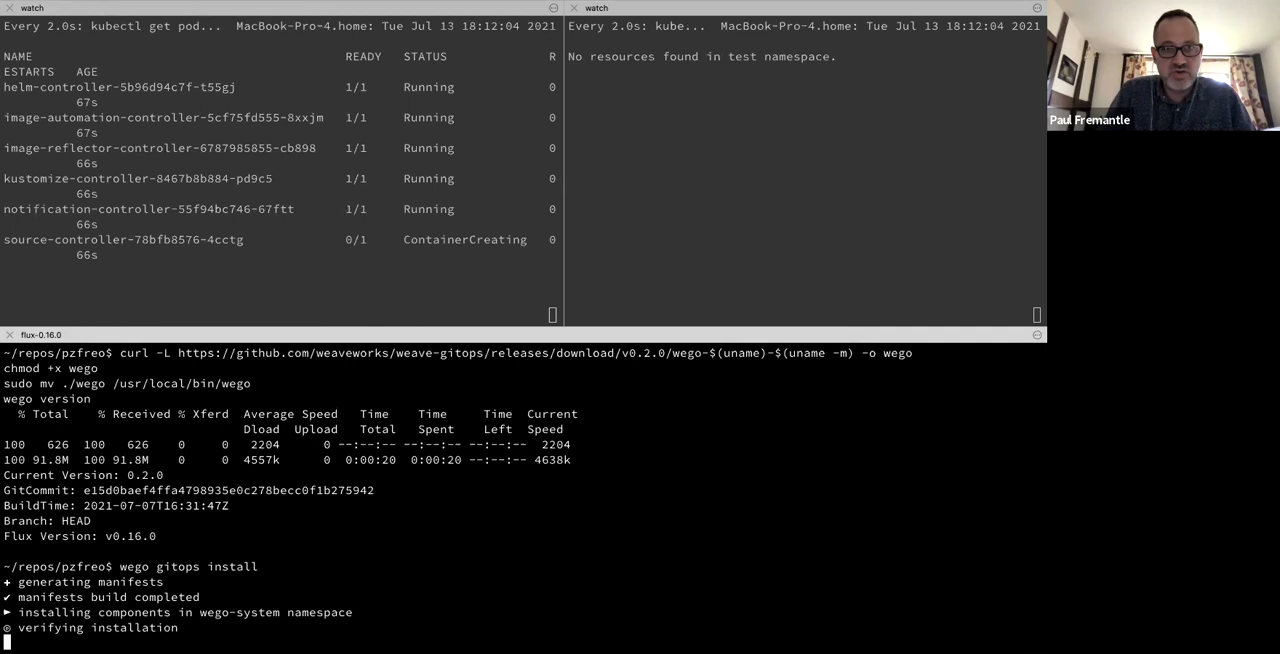 watch
Every 2.0s: kubectl get pod...  MacBook-Pro-4.home: Tue Jul 13 18:12:04 2021
NAME READY STATUS R
ESTARTS AGE
helm-controller-5b96d94c7f-t55gj 1/1 Running 0
67s
image-automation-controller-5cf75fd555-8xxjm 1/1 Running 0
67s
image-reflector-controller-6787985855-cb898 1/1 Running 0
66s
kustomize-controller-8467b8b884-pd9c5 1/1 Running 0
66s
notification-controller-55f94bc746-67ftt 1/1 Running 0
66s
source-controller-78bfb8576-4cctg 0/1 ContainerCreating 0
66s
watch
Every 2.0s: kube...  MacBook-Pro-4.home: Tue Jul 13 18:12:04 2021
No resources found in test namespace.
Paul Fremantle
flux-0.16.0
~/repos/pzfreo$ curl -L https://github.com/weaveworks/weave-gitops/releases/download/v0.2.0/wego-$(uname)-$(uname -m) -o wego
chmod +x wego
sudo mv ./wego /usr/local/bin/wego
wego version
% Total % Received % Xferd Average Speed Time Time Time Current
Dload Upload Total Spent Left Speed
100 626 100 626 0 0 2204 0 --:--:-- --:--:-- --:--:-- 2204
100 91.8M 100 91.8M 0 0 4557k 0 0:00:20 0:00:20 --:--:-- 4638k
Current Version: 0.2.0
GitCommit: e15d0baef4ffa4798935e0c278becc0f1b275942
BuildTime: 2021-07-07T16:31:47Z
Branch: HEAD
Flux Version: v0.16.0
~/repos/pzfreo$ wego gitops install
+ generating manifests
✔ manifests build completed
► installing components in wego-system namespace
◎ verifying installation